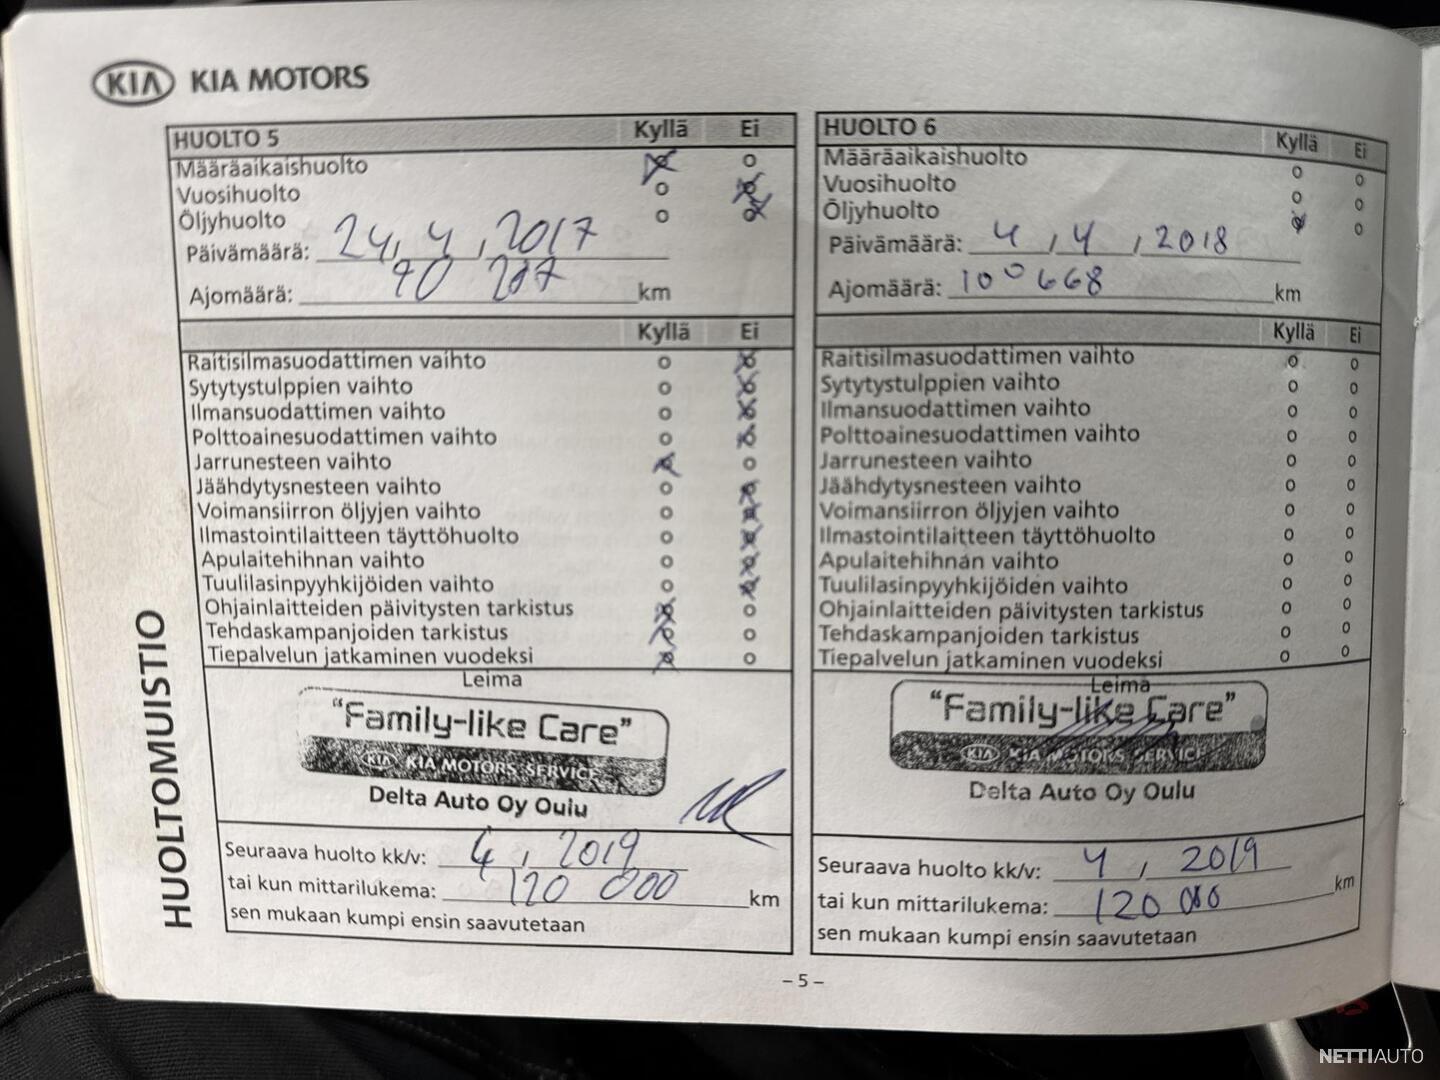 KIA KIA MOTORS
HUOLTOMUISTIO
HUOLTO 5 Kyllä Ei
Määräaikaishuolto
Vuosihuolto
Öljyhuolto
Päivämäärä: 24, 4, 2017
Ajomäärä: 90 207 km
Kyllä Ei
Raitisilmasuodattimen vaihto
Sytytystulppien vaihto
Ilmansuodattimen vaihto
Polttoainesuodattimen vaihto
Jarrunesteen vaihto
Jäähdytysnesteen vaihto
Voimansiirron öljyjen vaihto
Ilmastointilaitteen täyttöhuolto
Apulaitehihnan vaihto
Tuulilasinpyyhkijöiden vaihto
Ohjainlaitteiden päivitysten tarkistus
Tehdaskampanjoiden tarkistus
Tiepalvelun jatkaminen vuodeksi
Leima
"Family-like Care"
KIA KIA MOTORS SERVICE
Delta Auto Oy Oulu
Seuraava huolto kk/v: 4, 2019
tai kun mittarilukema: 120 000 km
sen mukaan kumpi ensin saavutetaan
HUOLTO 6 Kyllä Ei
Määräaikaishuolto
Vuosihuolto
Öljyhuolto
Päivämäärä: 4, 4, 2018
Ajomäärä: 100668 km
Kyllä Ei
Raitisilmasuodattimen vaihto
Sytytystulppien vaihto
Ilmansuodattimen vaihto
Polttoainesuodattimen vaihto
Jarrunesteen vaihto
Jäähdytysnesteen vaihto
Voimansiirron öljyjen vaihto
Ilmastointilaitteen täyttöhuolto
Apulaitehihnan vaihto
Tuulilasinpyyhkijöiden vaihto
Ohjainlaitteiden päivitysten tarkistus
Tehdaskampanjoiden tarkistus
Tiepalvelun jatkaminen vuodeksi
Leima
"Family-like Care"
KIA KIA MOTORS SERVICE
Delta Auto Oy Oulu
Seuraava huolto kk/v: 4, 2019
tai kun mittarilukema: 120 000 km
sen mukaan kumpi ensin saavutetaan
– 5 –
NETTIAUTO